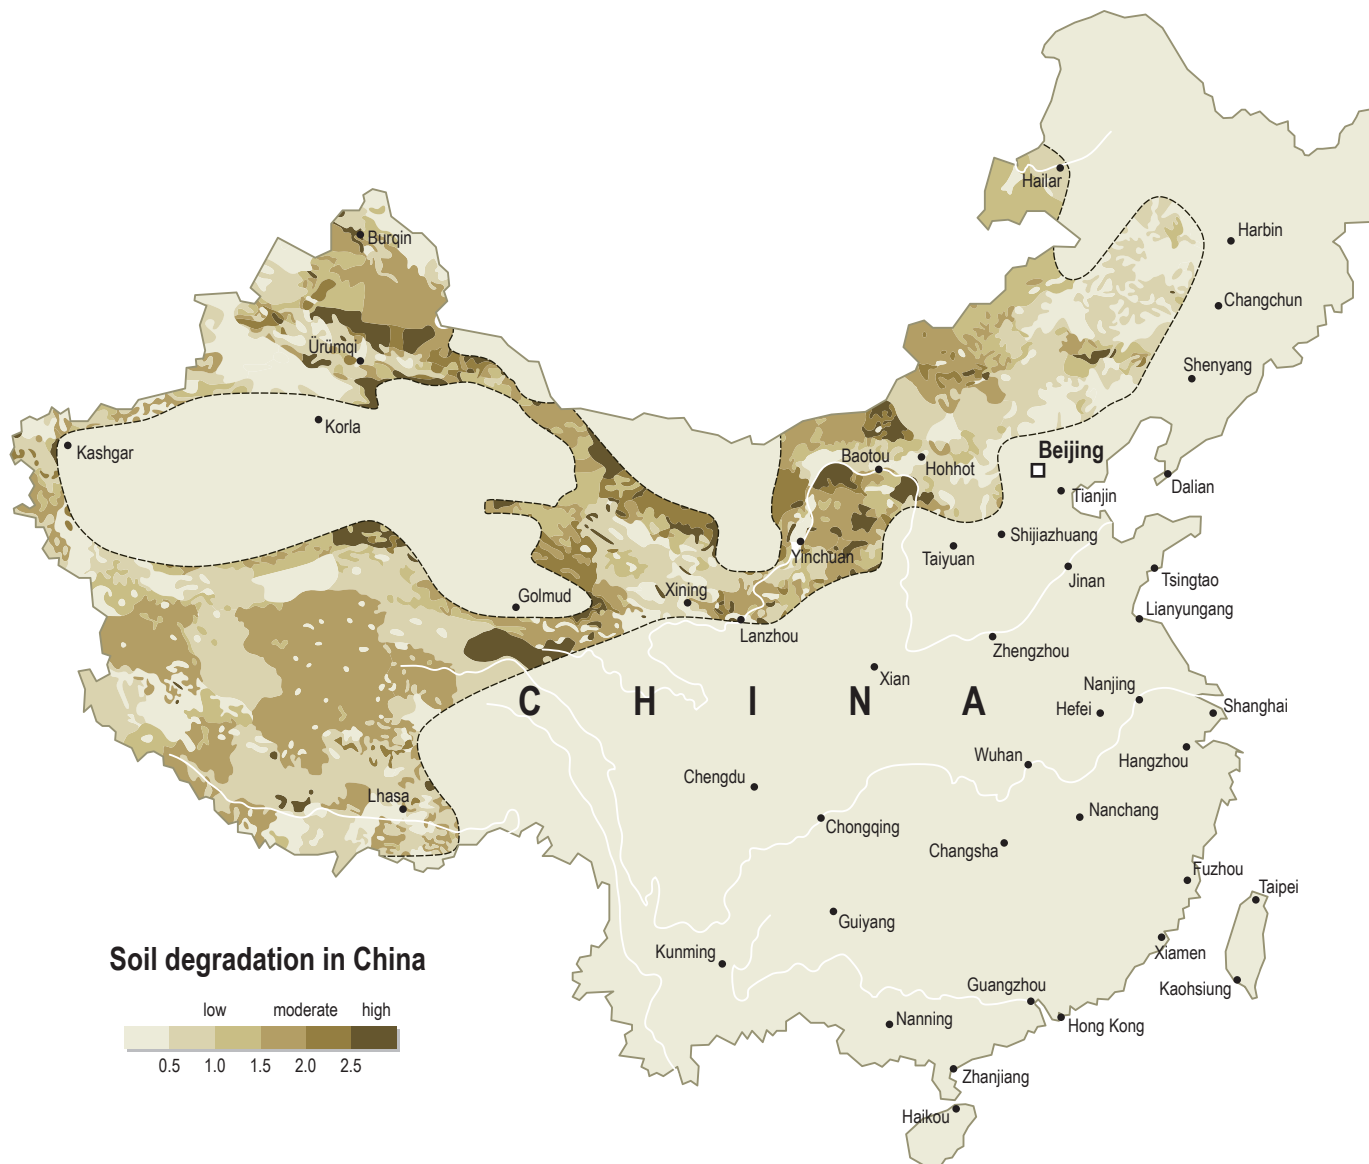 Hailar
Harbin
Burqin
Changchun
Ürümqi
Shenyang
Korla
Kashgar
Baotou
Hohhot
Beijing
Tianjin
Dalian
Yinchuan
Taiyuan
Shijiazhuang
Jinan
Tsingtao
Golmud
Xining
Lianyungang
Lanzhou
Zhengzhou
Xian
Nanjing
CHINA
Hefei
Shanghai
Wuhan
Hangzhou
Chengdu
Lhasa
Nanchang
Chongqing
Changsha
Fuzhou
Taipei
Guiyang
Kunming
Xiamen
Soil degradation in China
Guangzhou
Kaohsiung
low moderate high
Nanning
Hong Kong
0.5 1.0 1.5 2.0 2.5
Zhanjiang
Haikou